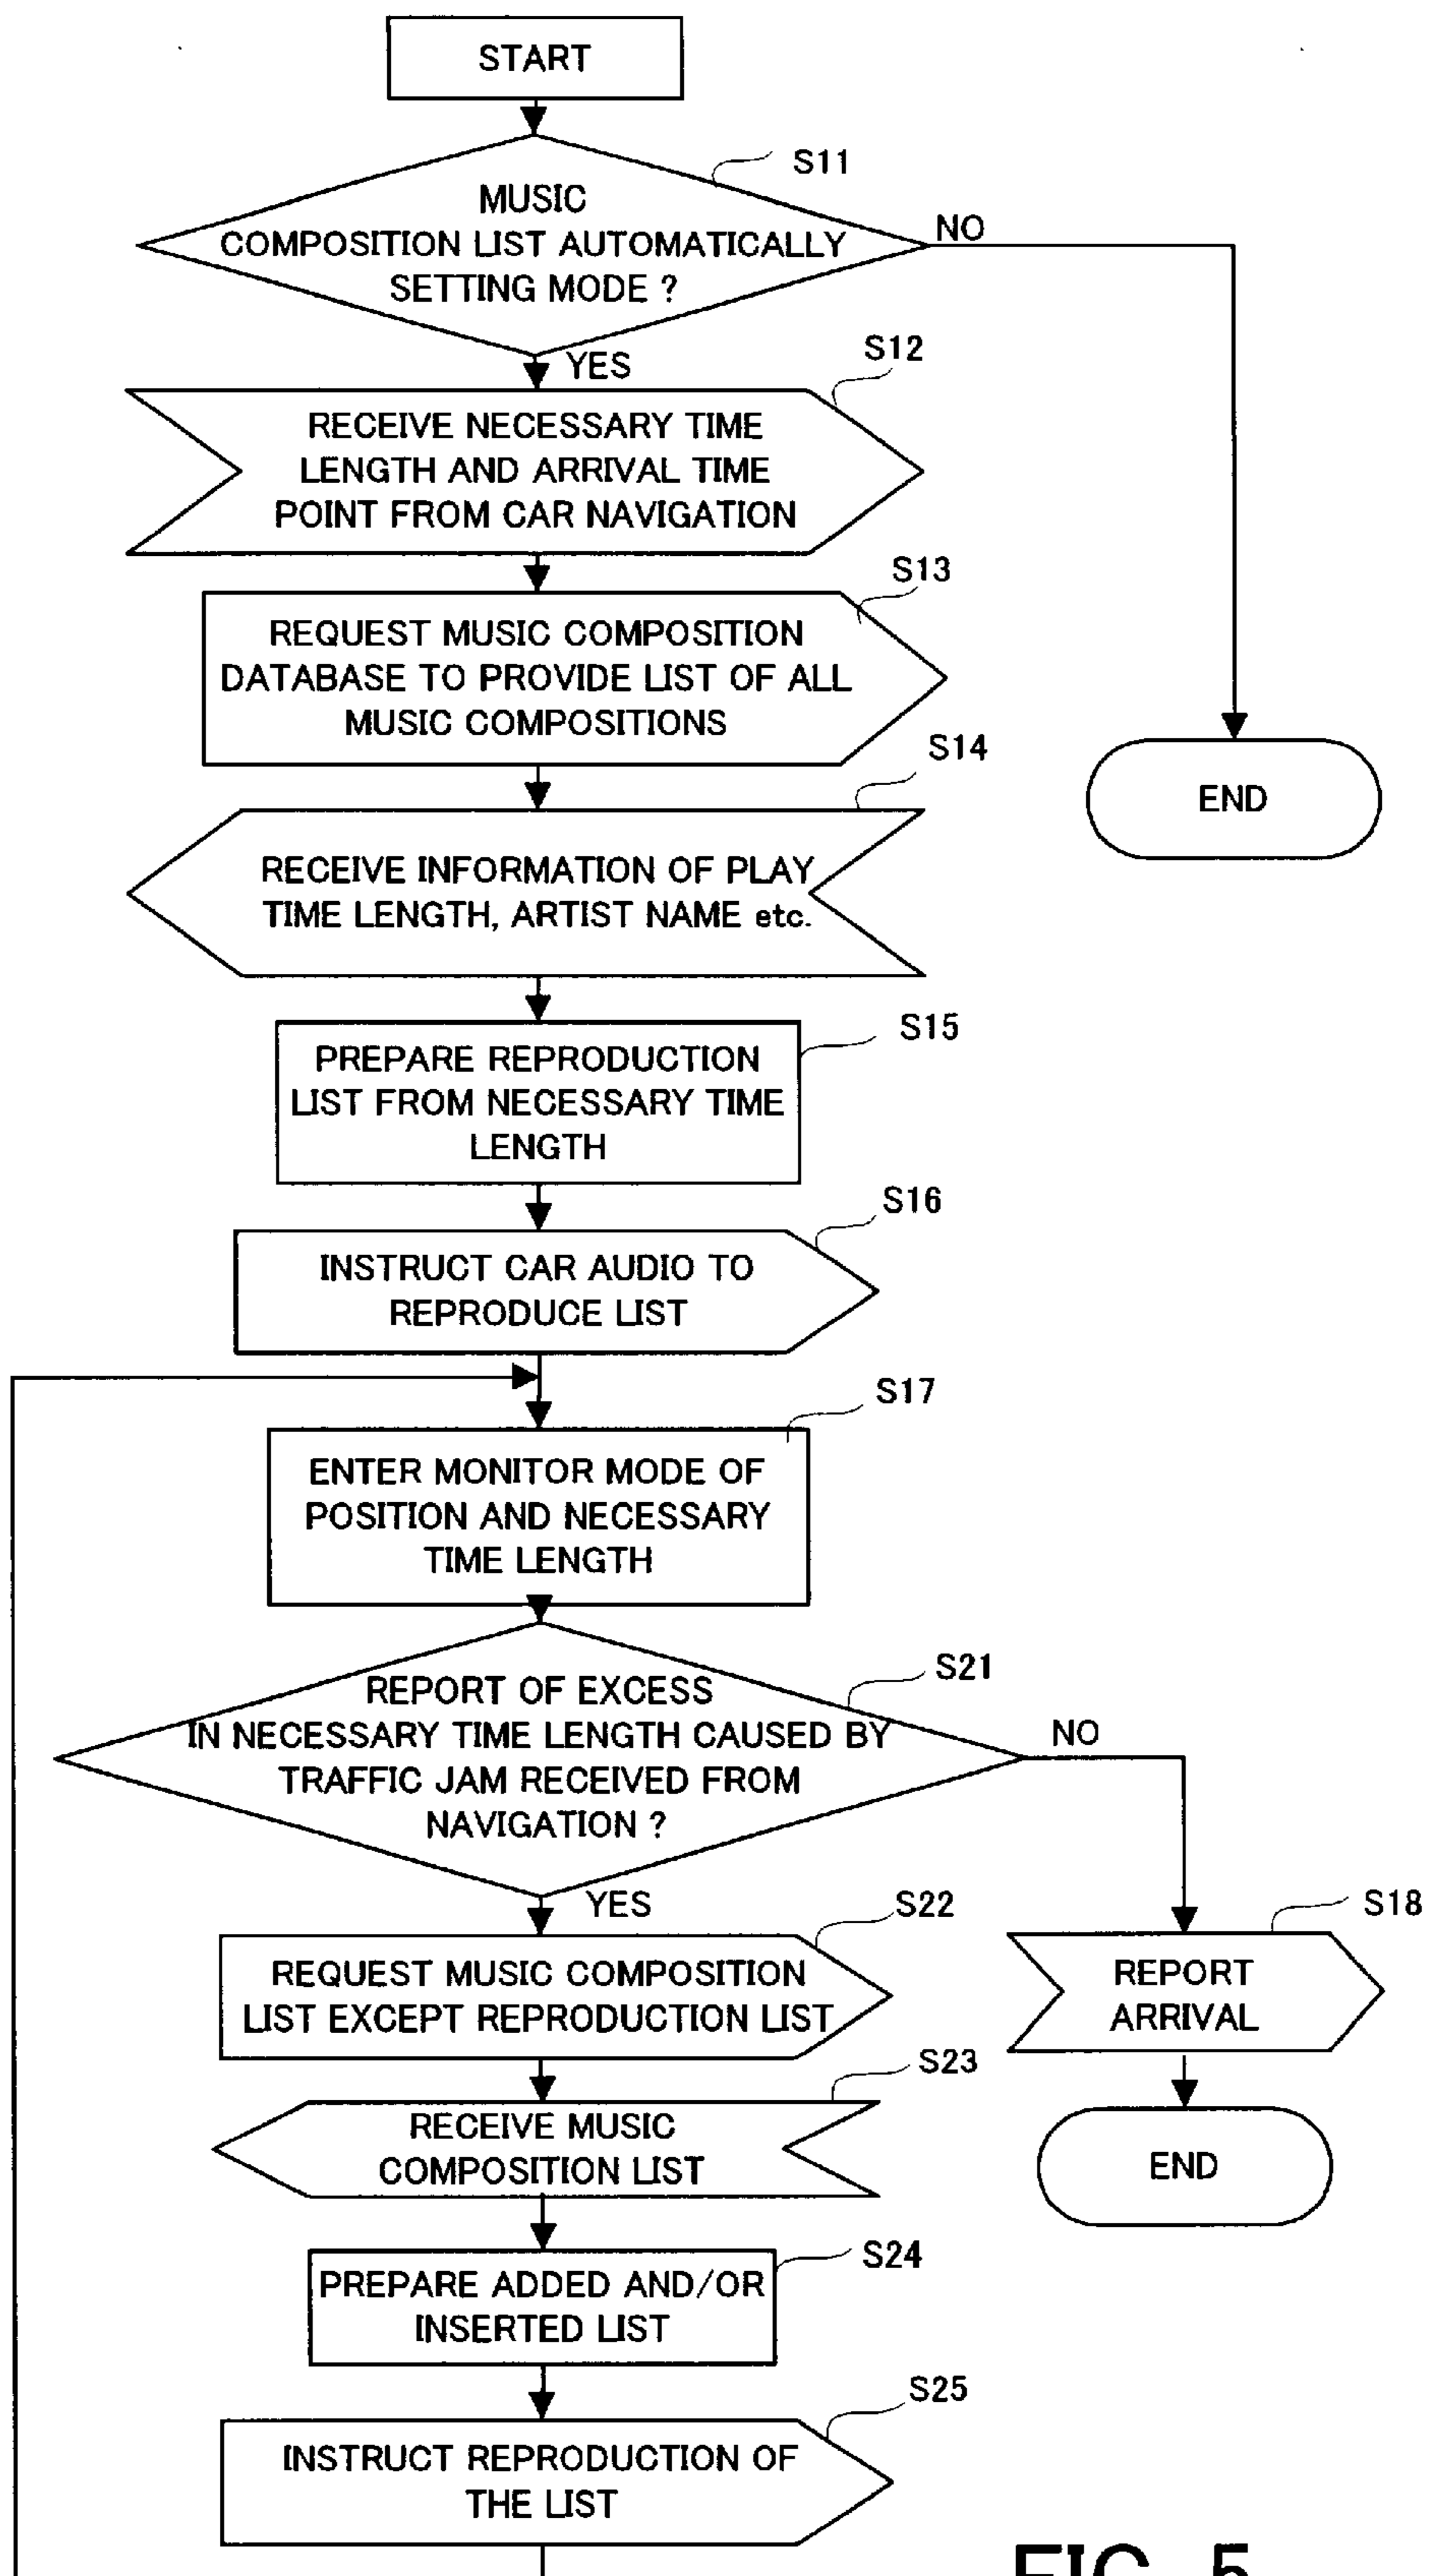 START
S11
MUSIC
COMPOSITION LIST AUTOMATICALLY
SETTING MODE ?
NO
YES
S12
RECEIVE NECESSARY TIME
LENGTH AND ARRIVAL TIME
POINT FROM CAR NAVIGATION
S13
REQUEST MUSIC COMPOSITION
DATABASE TO PROVIDE LIST OF ALL
MUSIC COMPOSITIONS
S14
END
RECEIVE INFORMATION OF PLAY
TIME LENGTH, ARTIST NAME etc.
S15
PREPARE REPRODUCTION
LIST FROM NECESSARY TIME
LENGTH
S16
INSTRUCT CAR AUDIO TO
REPRODUCE LIST
S17
ENTER MONITOR MODE OF
POSITION AND NECESSARY
TIME LENGTH
S21
REPORT OF EXCESS
IN NECESSARY TIME LENGTH CAUSED BY
TRAFFIC JAM RECEIVED FROM
NAVIGATION ?
NO
YES
S22
REQUEST MUSIC COMPOSITION
LIST EXCEPT REPRODUCTION LIST
S18
REPORT
ARRIVAL
S23
RECEIVE MUSIC
COMPOSITION LIST
END
S24
PREPARE ADDED AND/OR
INSERTED LIST
S25
INSTRUCT REPRODUCTION OF
THE LIST
FIG. 5